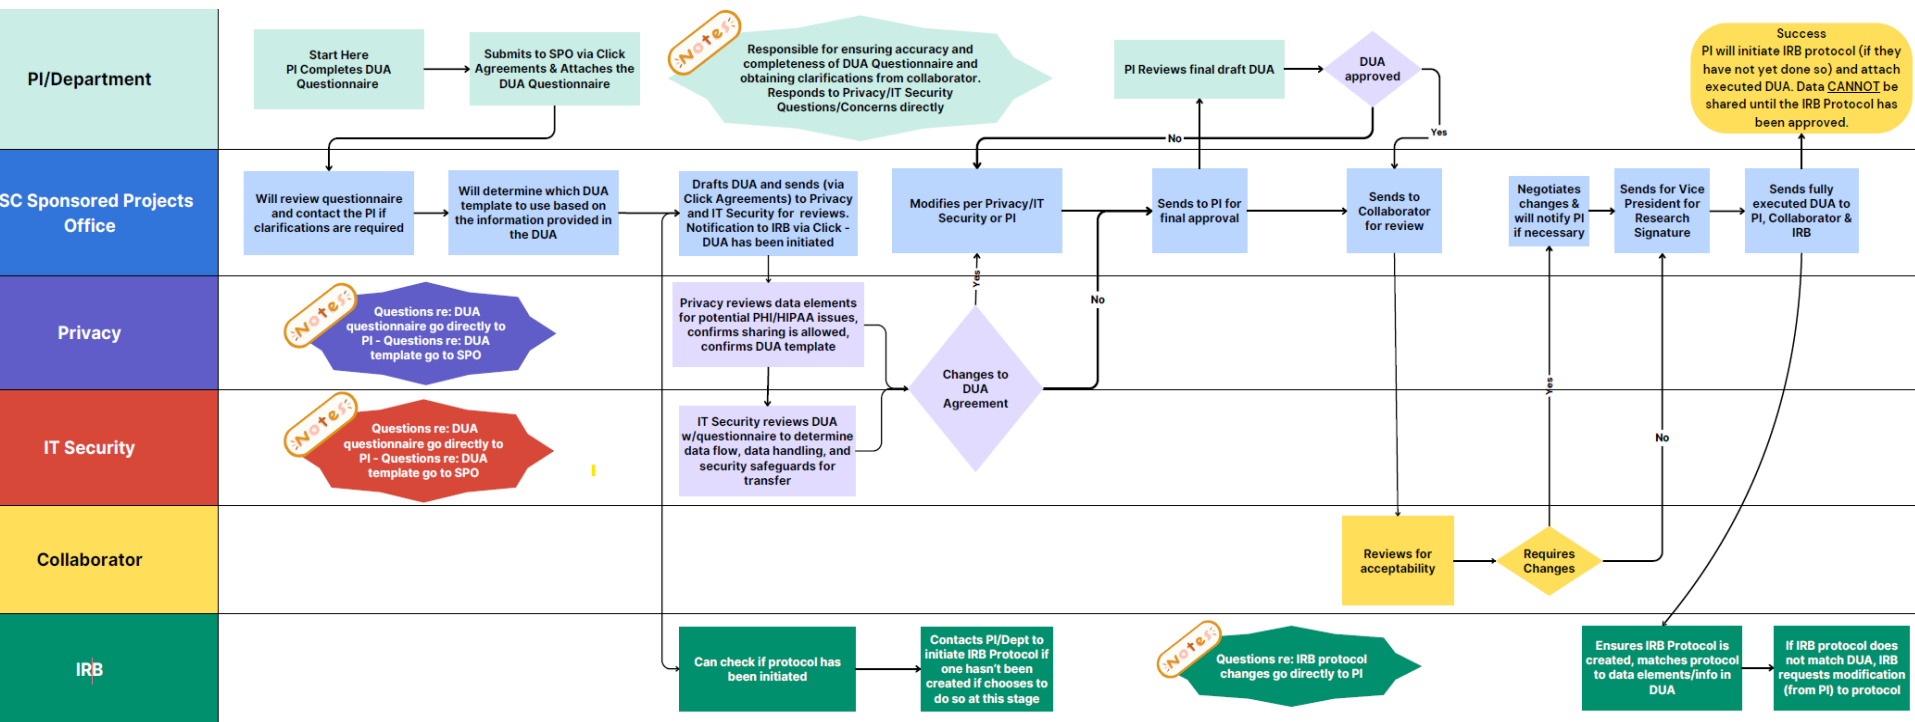 PI/Department
Start Here
PI Completes DUA
Questionnaire
Submits to SPO via Click
Agreements & Attaches the
DUA Questionnaire
Notes
Responsible for ensuring accuracy and
completeness of DUA Questionnaire and
obtaining clarifications from collaborator.
Responds to Privacy/IT Security
Questions/Concerns directly
PI Reviews final draft DUA
DUA
approved
No
Yes
Success
PI will initiate IRB protocol (if they
have not yet done so) and attach
executed DUA. Data CANNOT be
shared until the IRB Protocol has
been approved.
SC Sponsored Projects
Office
Will review questionnaire
and contact the PI if
clarifications are required
Will determine which DUA
template to use based on
the information provided in
the DUA
Drafts DUA and sends (via
Click Agreements) to Privacy
and IT Security for reviews.
Notification to IRB via Click -
DUA has been initiated
Modifies per Privacy/IT
Security or PI
Sends to PI for
final approval
Sends to
Collaborator
for review
Negotiates
changes &
will notify PI
if necessary
Sends for Vice
President for
Research
Signature
Sends fully
executed DUA to
PI, Collaborator &
IRB
Privacy
Notes
Questions re: DUA
questionnaire go directly to
PI - Questions re: DUA
template go to SPO
Privacy reviews data elements
for potential PHI/HIPAA issues,
confirms sharing is allowed,
confirms DUA template
Yes
No
Changes to
DUA
Agreement
IT Security
Notes
Questions re: DUA
questionnaire go directly to
PI - Questions re: DUA
template go to SPO
IT Security reviews DUA
w/questionnaire to determine
data flow, data handling, and
security safeguards for
transfer
Yes
No
Collaborator
Reviews for
acceptability
Requires
Changes
IRB
Can check if protocol has
been initiated
Contacts PI/Dept to
initiate IRB Protocol if
one hasn't been
created if chooses to
do so at this stage
Notes
Questions re: IRB protocol
changes go directly to PI
Ensures IRB Protocol is
created, matches protocol
to data elements/info in
DUA
If IRB protocol does
not match DUA, IRB
requests modification
(from PI) to protocol